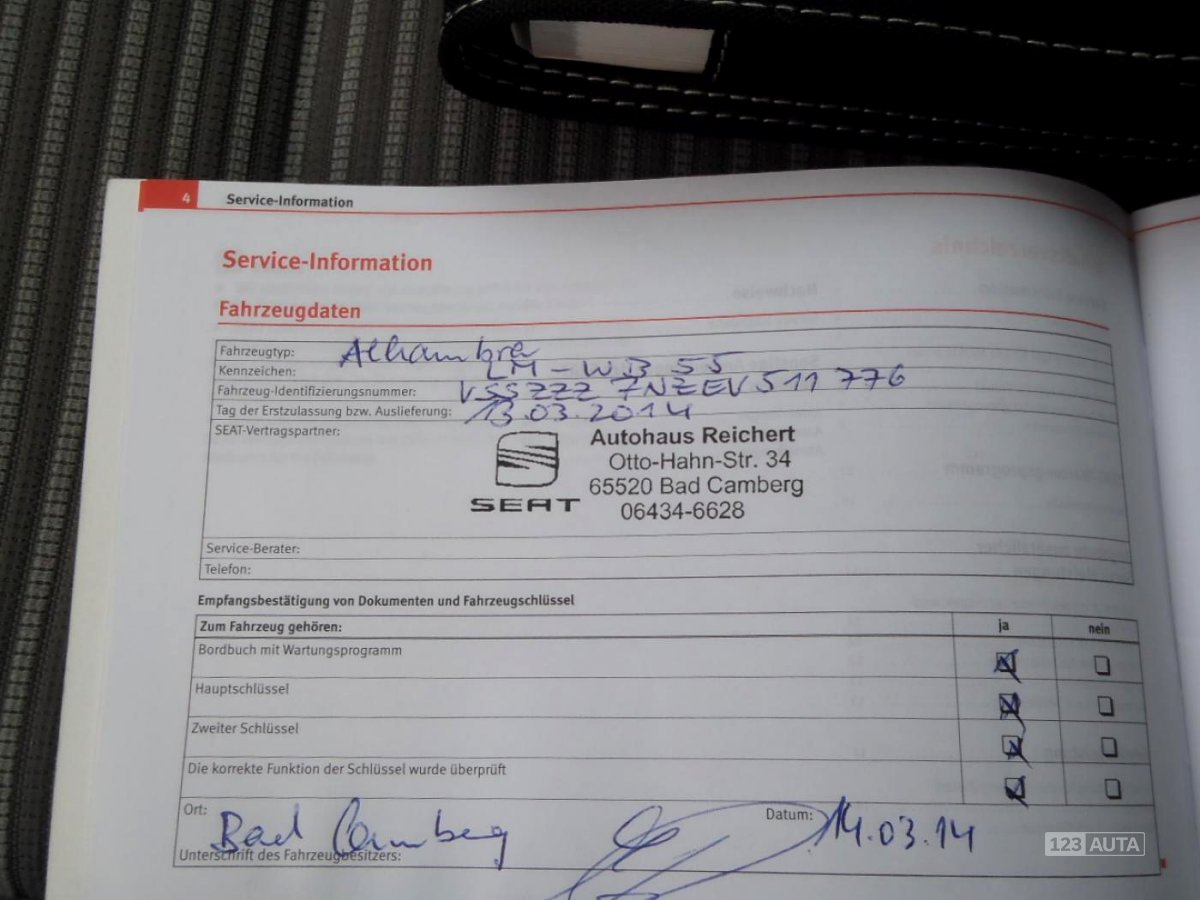 4 Service-Information
Service-Information
Fahrzeugdaten
Fahrzeugtyp: Alhambra
Kennzeichen: LM-WB 55
Fahrzeug-Identifizierungsnummer: VSSZZZ 7NZEV511 776
Tag der Erstzulassung bzw. Auslieferung: 13.03.2014
SEAT-Vertragspartner:
SEAT
Autohaus Reichert
Otto-Hahn-Str. 34
65520 Bad Camberg
06434-6628
Service-Berater:
Telefon:
Empfangsbestätigung von Dokumenten und Fahrzeugschlüssel
Zum Fahrzeug gehören: ja nein
Bordbuch mit Wartungsprogramm
Hauptschlüssel
Zweiter Schlüssel
Die korrekte Funktion der Schlüssel wurde überprüft
Ort: Bad Camberg Datum: 14.03.14
Unterschrift des Fahrzeugbesitzers:
123 AUTA